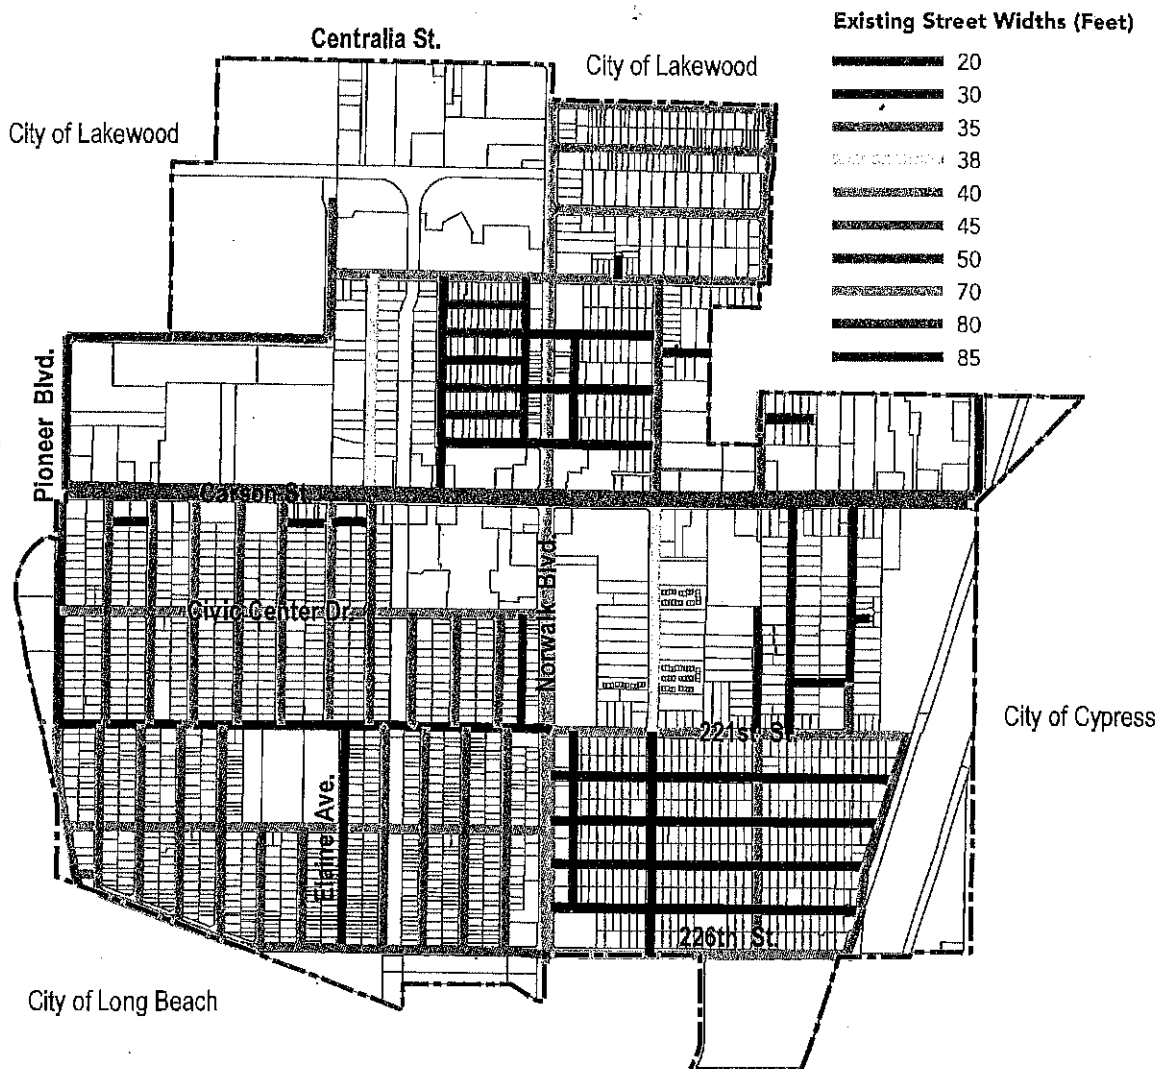 Existing Street Widths (Feet)
20
30
35
38
40
45
50
70
80
85
Centralia St.
City of Lakewood
City of Lakewood
Pioneer Blvd.
Carson St.
Civic Center Dr.
Norwalk Blvd.
221st St.
City of Cypress
Elaine Ave.
226th St.
City of Long Beach